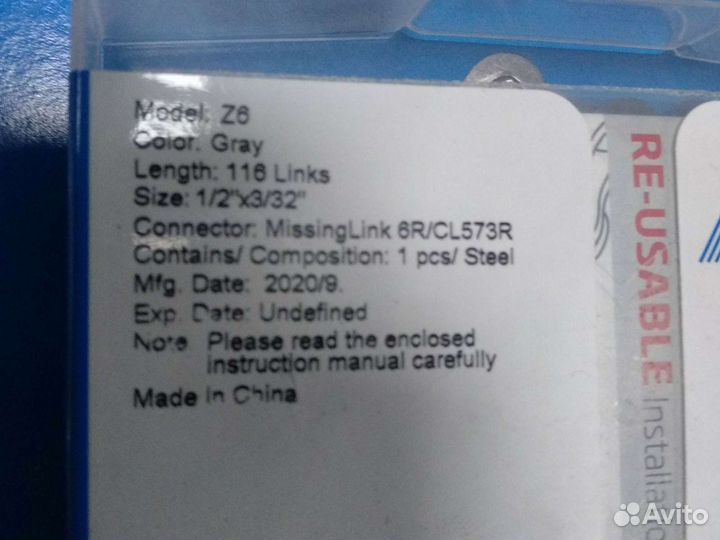 Model: Z6
Color: Gray
Length: 116 Links
Size: 1/2"x3/32"
Connector: MissingLink 6R/CL573R
Contains/ Composition: 1 pcs/ Steel
Mfg. Date: 2020/9.
Exp. Date: Undefined
Note Please read the enclosed
instruction manual carefully
Made in China
RE-USABLE
Avito